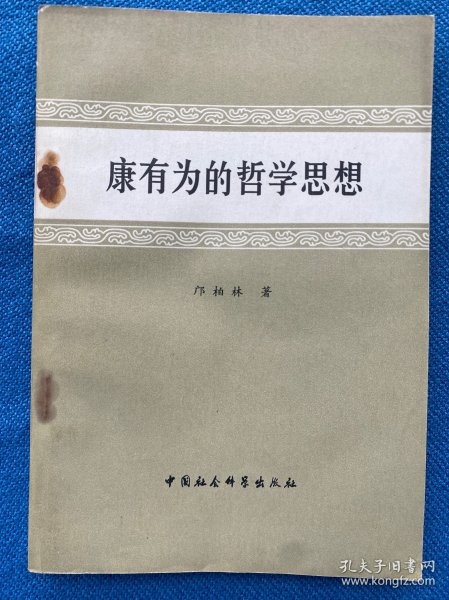 康有为的哲学思想
邝柏林 著
中国社会科学出版社
孔夫子旧书网
www.kongfz.com